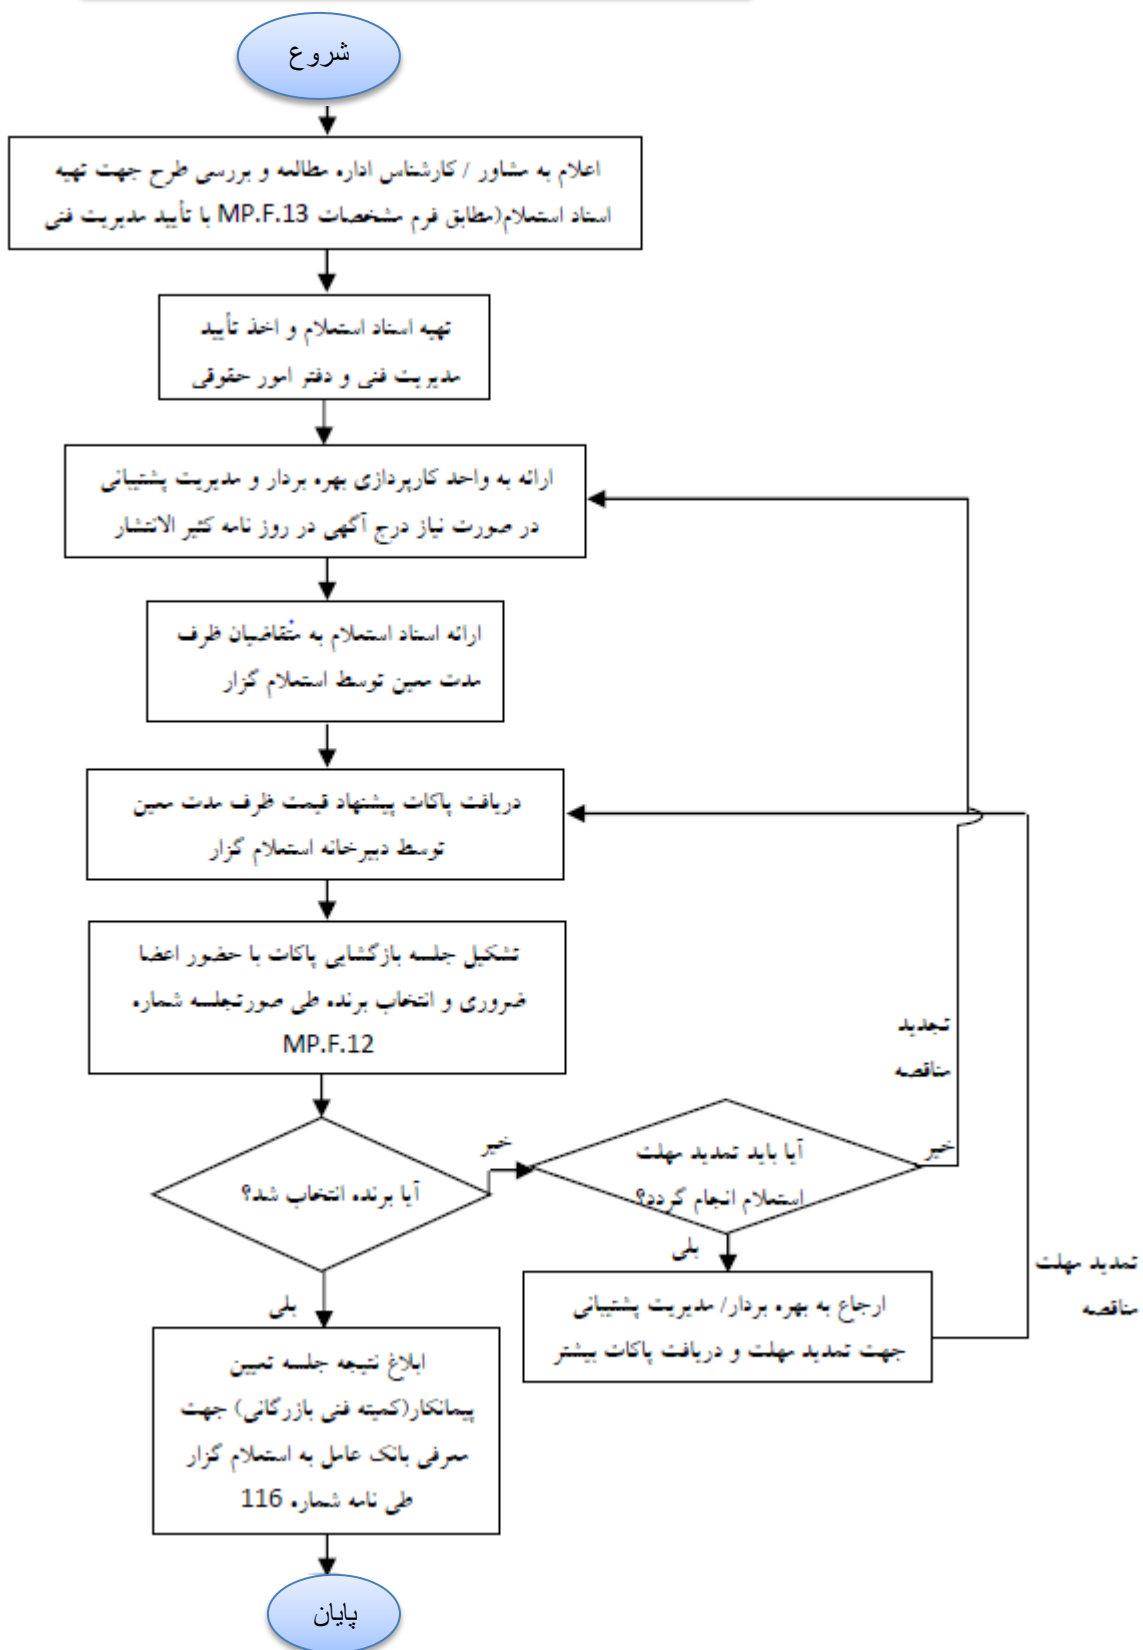 شروع
اعلام به مشاور / کارشناس اداره مطالعه و بررسی طرح جهت تهیه
اسناد استعلام(مطابق فرم مشخصات MP.F.13 با تأیید مدیریت فنی
تهیه اسناد استعلام و اخذ تأیید
مدیریت فنی و دفتر امور حقوقی
ارائه به واحد کارپردازی بهره بردار و مدیریت پشتیبانی
در صورت نیاز درج آگهی در روز نامه کثیر الانتشار
ارائه اسناد استعلام به متقاضیان ظرف
مدت معین توسط استعلام گزار
دریافت پاکات پیشنهاد قیمت ظرف مدت معین
توسط دبیرخانه استعلام گزار
تشکیل جلسه بازگشایی پاکات با حضور اعضا
ضروری و انتخاب برنده طی صورتجلسه شماره
MP.F.12
آیا برنده انتخاب شد؟
خیر
آیا باید تمدید مهلت
استعلام انجام گردد؟
خیر
تجدید
مناقصه
بلی
ارجاع به بهره بردار/ مدیریت پشتیبانی
جهت تمدید مهلت و دریافت پاکات بیشتر
تمدید مهلت
مناقصه
بلی
ابلاغ نتیجه جلسه تعیین
پیمانکار(کمیته فنی بازرگانی) جهت
معرفی بانک عامل به استعلام گزار
طی نامه شماره 116
پایان